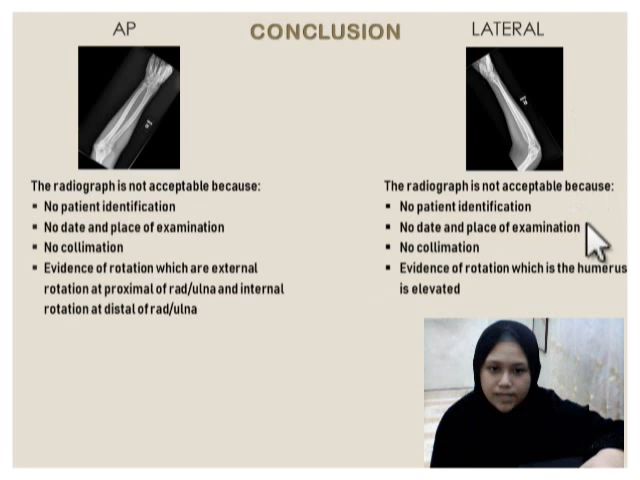 AP
CONCLUSION
LATERAL
The radiograph is not acceptable because:
▪ No patient identification
▪ No date and place of examination
▪ No collimation
▪ Evidence of rotation which are external
rotation at proximal of rad/ulna and internal
rotation at distal of rad/ulna
The radiograph is not acceptable because:
▪ No patient identification
▪ No date and place of examination
▪ No collimation
▪ Evidence of rotation which is the humerus
is elevated